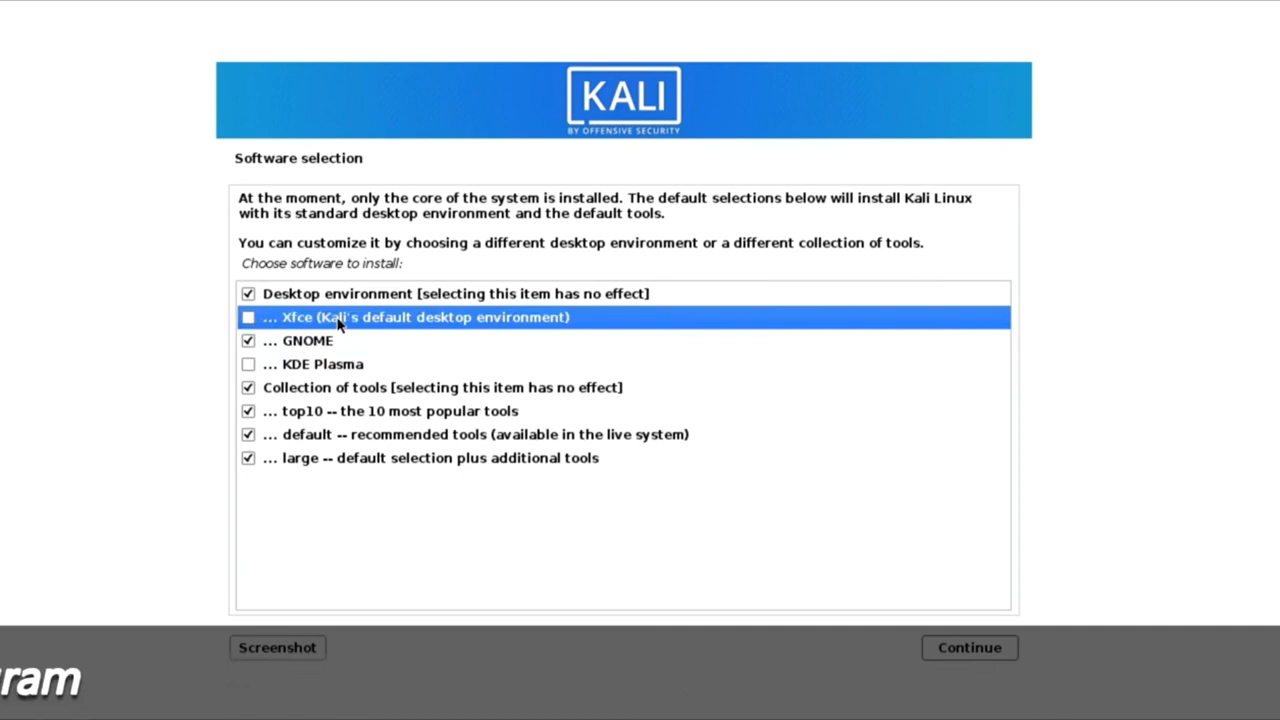 KALI
BY OFFENSIVE SECURITY
Software selection
At the moment, only the core of the system is installed. The default selections below will install Kali Linux
with its standard desktop environment and the default tools.
You can customize it by choosing a different desktop environment or a different collection of tools.
Choose software to install:
Desktop environment [selecting this item has no effect]
... Xfce (Kali's default desktop environment)
... GNOME
... KDE Plasma
Collection of tools [selecting this item has no effect]
... top10 -- the 10 most popular tools
... default -- recommended tools (available in the live system)
... large -- default selection plus additional tools
Screenshot
Continue
ram